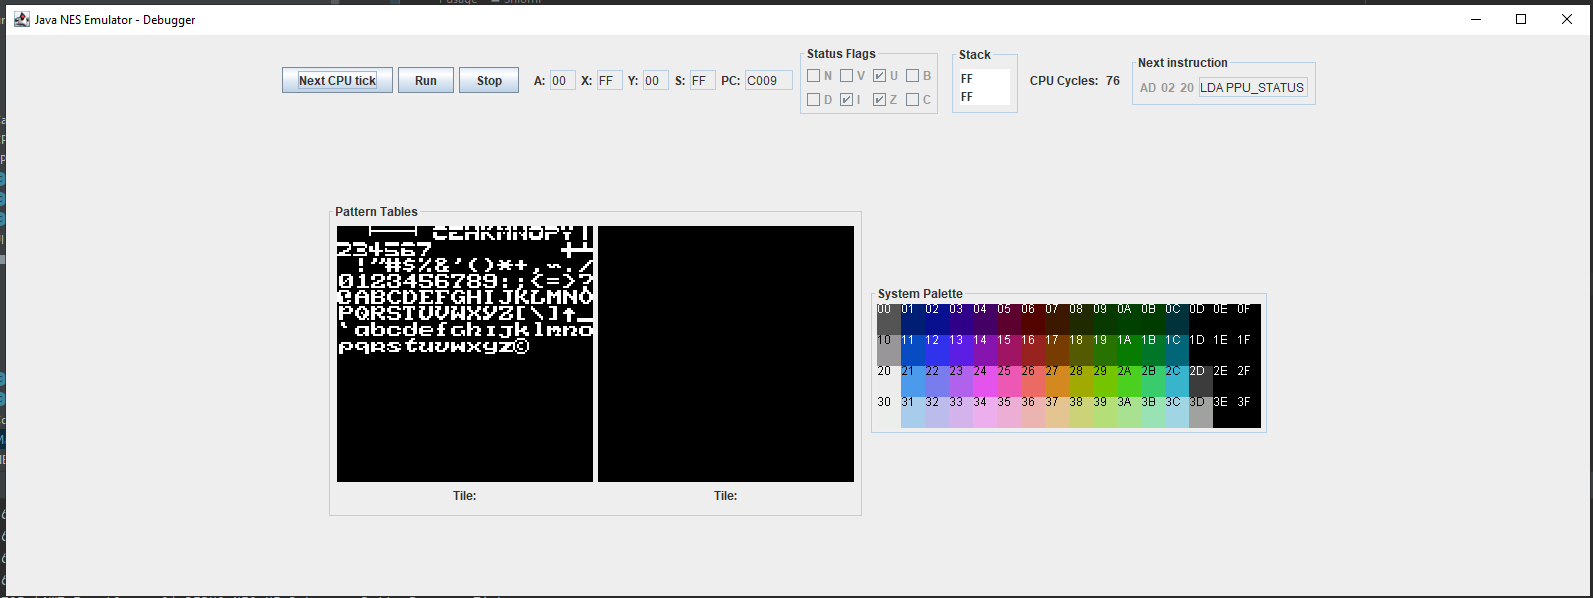 Java NES Emulator - Debugger
Next CPU tick Run Stop A: 00 X: FF Y: 00 S: FF PC: C009
Status Flags
N V U B
D I Z C
Stack
FF
FF
CPU Cycles: 76
Next instruction
AD 02 20 LDA PPU_STATUS
Pattern Tables
234567
!"#$%&'()*+,-./
0123456789:;<=>?
@ABCDEFGHIJKLMNO
PQRSTUVWXYZ[\]↑_
`abcdefghijklmno
pqrstuvwxyz©
Tile: Tile:
System Palette
00 01 02 03 04 05 06 07 08 09 0A 0B 0C 0D 0E 0F
10 11 12 13 14 15 16 17 18 19 1A 1B 1C 1D 1E 1F
20 21 22 23 24 25 26 27 28 29 2A 2B 2C 2D 2E 2F
30 31 32 33 34 35 36 37 38 39 3A 3B 3C 3D 3E 3F